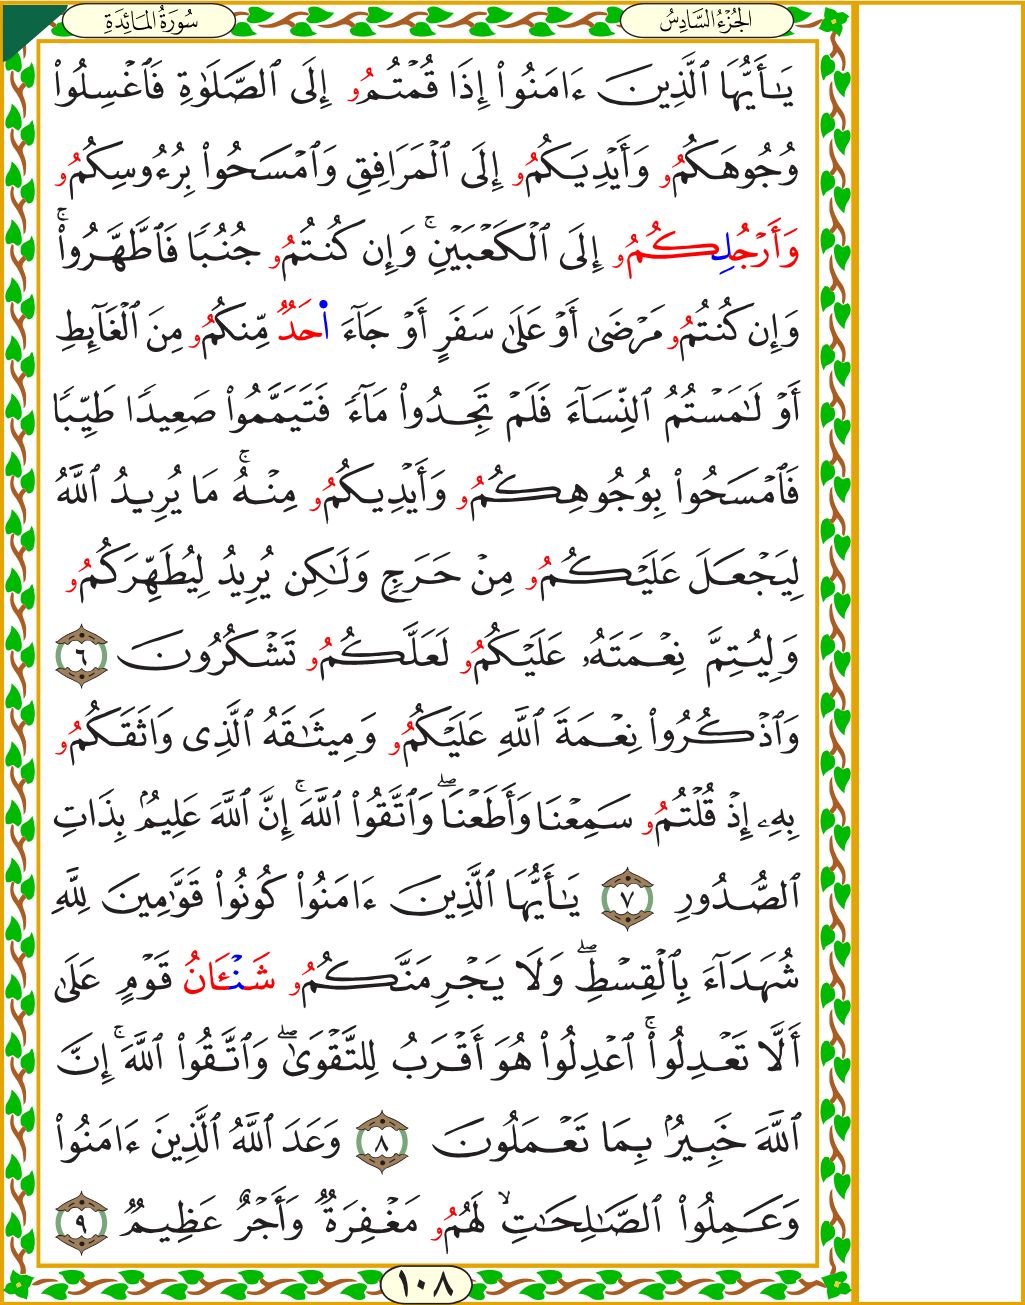 الجُزْءُ السَّادِسُ
سُورَةُ المَائِدَةِ
يَٰٓأَيُّهَا ٱلَّذِينَ ءَامَنُوٓا۟ إِذَا قُمْتُمُۥ إِلَى ٱلصَّلَوٰةِ فَٱغْسِلُوا۟
وُجُوهَكُمُۥ وَأَيْدِيَكُمُۥ إِلَى ٱلْمَرَافِقِ وَٱمْسَحُوا۟ بِرُءُوسِكُمُۥ
وَأَرْجُلِكُمُۥ إِلَى ٱلْكَعْبَيْنِ ۚ وَإِن كُنتُمُۥ جُنُبًا فَٱطَّهَّرُوا۟ ۚ
وَإِن كُنتُمُۥ مَرْضَىٰٓ أَوْ عَلَىٰ سَفَرٍ أَوْ جَآءَ ا۬حَدٌ مِّنكُمُۥ مِنَ ٱلْغَآئِطِ
أَوْ لَٰمَسْتُمُ ٱلنِّسَآءَ فَلَمْ تَجِدُوا۟ مَآءً فَتَيَمَّمُوا۟ صَعِيدًا طَيِّبًا
فَٱمْسَحُوا۟ بِوُجُوهِكُمُۥ وَأَيْدِيكُمُۥ مِنْهُ ۚ مَا يُرِيدُ ٱللَّهُ
لِيَجْعَلَ عَلَيْكُمُۥ مِنْ حَرَجٍ وَلَٰكِن يُرِيدُ لِيُطَهِّرَكُمُۥ
وَلِيُتِمَّ نِعْمَتَهُۥ عَلَيْكُمُۥ لَعَلَّكُمُۥ تَشْكُرُونَ ٦
وَٱذْكُرُوا۟ نِعْمَةَ ٱللَّهِ عَلَيْكُمُۥ وَمِيثَٰقَهُ ٱلَّذِى وَاثَقَكُمُۥ
بِهِۦٓ إِذْ قُلْتُمُۥ سَمِعْنَا وَأَطَعْنَا ۖ وَٱتَّقُوا۟ ٱللَّهَ ۚ إِنَّ ٱللَّهَ عَلِيمٌۢ بِذَاتِ
ٱلصُّدُورِ ٧ يَٰٓأَيُّهَا ٱلَّذِينَ ءَامَنُوا۟ كُونُوا۟ قَوَّٰمِينَ لِلَّهِ
شُهَدَآءَ بِٱلْقِسْطِ ۖ وَلَا يَجْرِمَنَّكُمُۥ شَنْـَٔانُ قَوْمٍ عَلَىٰٓ
أَلَّا تَعْدِلُوا۟ ۚ ٱعْدِلُوا۟ هُوَ أَقْرَبُ لِلتَّقْوَىٰ ۖ وَٱتَّقُوا۟ ٱللَّهَ ۚ إِنَّ
ٱللَّهَ خَبِيرٌۢ بِمَا تَعْمَلُونَ ٨ وَعَدَ ٱللَّهُ ٱلَّذِينَ ءَامَنُوا۟
وَعَمِلُوا۟ ٱلصَّٰلِحَٰتِ ۙ لَهُمُۥ مَغْفِرَةٌ وَأَجْرٌ عَظِيمٌ ٩
١٠٨